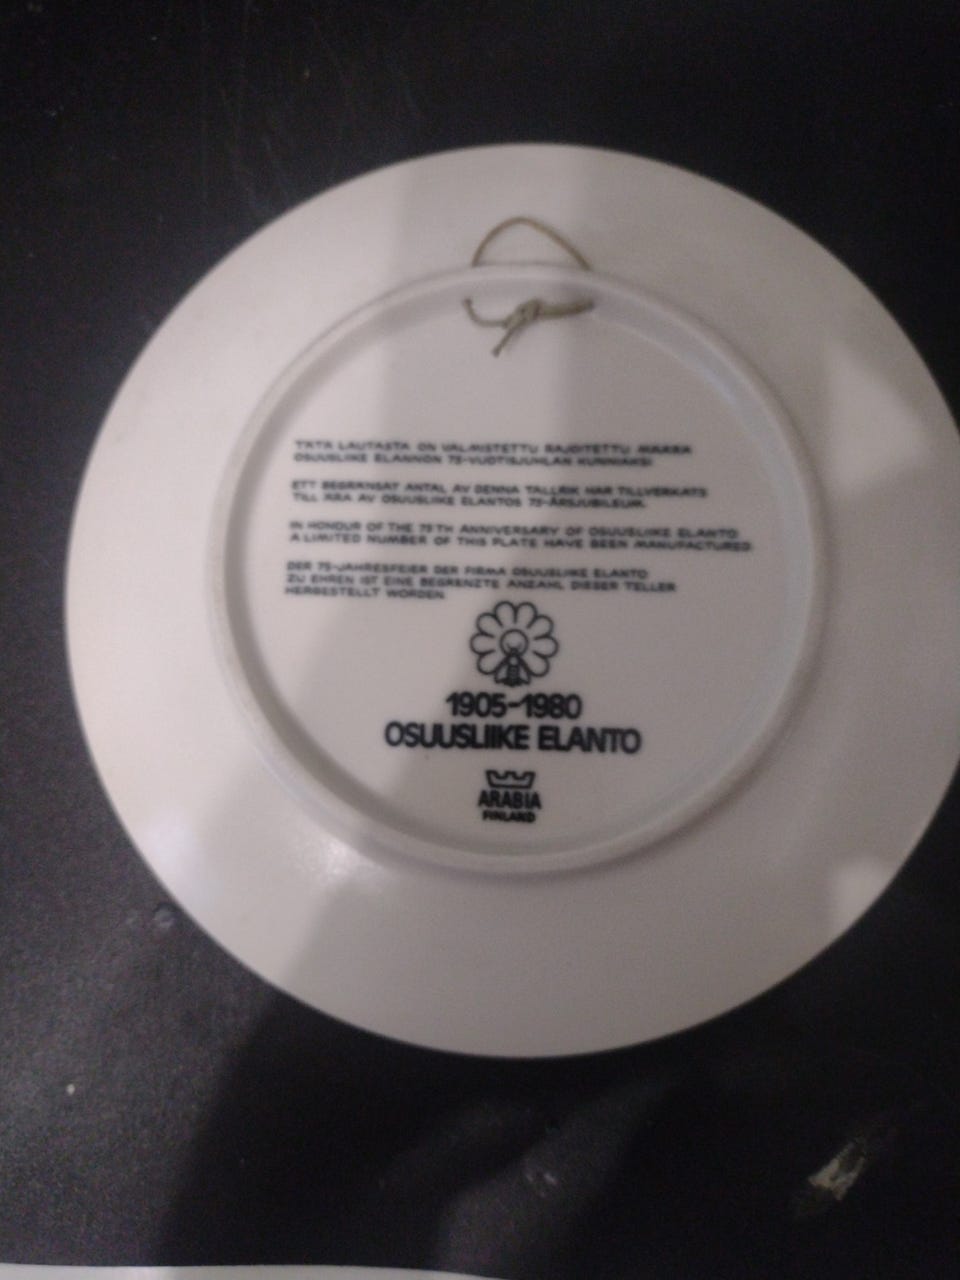 TÄTÄ LAUTASTA ON VALMISTETTU RAJOITETTU MÄÄRÄ
OSUUSLIIKE ELANNON 75-VUOTISJUHLAN KUNNIAKSI
ETT BEGRÄNSAT ANTAL AV DENNA TALLRIK HAR TILLVERKATS
TILL ÄRA AV OSUUSLIIKE ELANTOS 75-ÅRSJUBILEUM.
IN HONOUR OF THE 75TH ANNIVERSARY OF OSUUSLIIKE ELANTO
A LIMITED NUMBER OF THIS PLATE HAVE BEEN MANUFACTURED
DER 75-JAHRESFEIER DER FIRMA OSUUSLIIKE ELANTO
ZU EHREN IST EINE BEGRENZTE ANZAHL DIESER TELLER
HERGESTELLT WORDEN
1905-1980
OSUUSLIIKE ELANTO
ARABIA
FINLAND